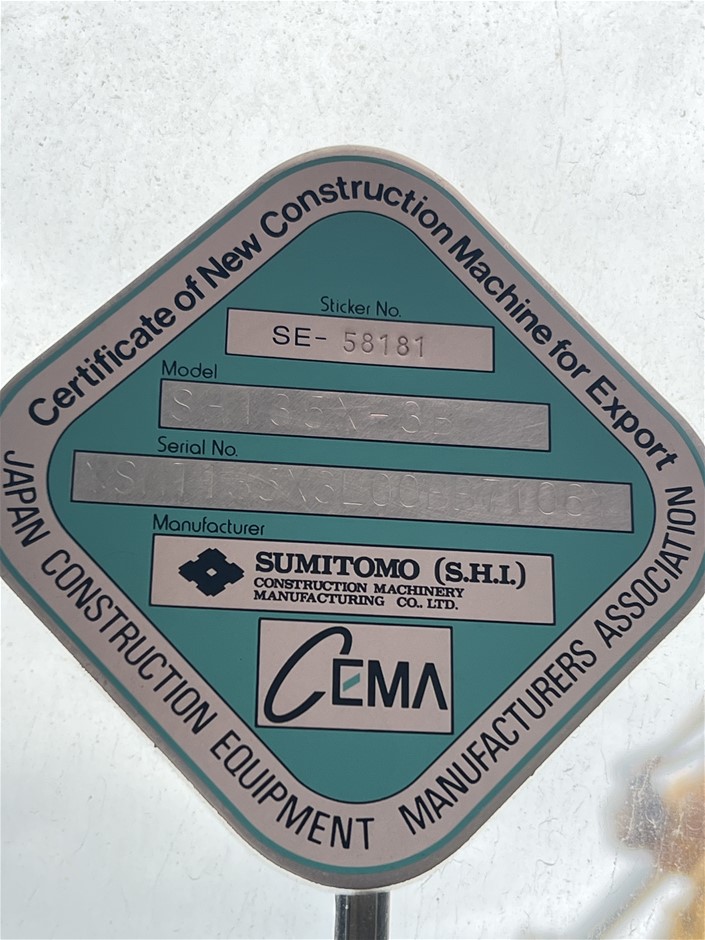 Certificate of New Construction Machine for Export
Sticker No.
SE- 58181
Model
Serial No.
Manufacturer
SUMITOMO (S.H.I.)
CONSTRUCTION MACHINERY
MANUFACTURING CO., LTD.
CEMA
JAPAN CONSTRUCTION EQUIPMENT MANUFACTURERS ASSOCIATION